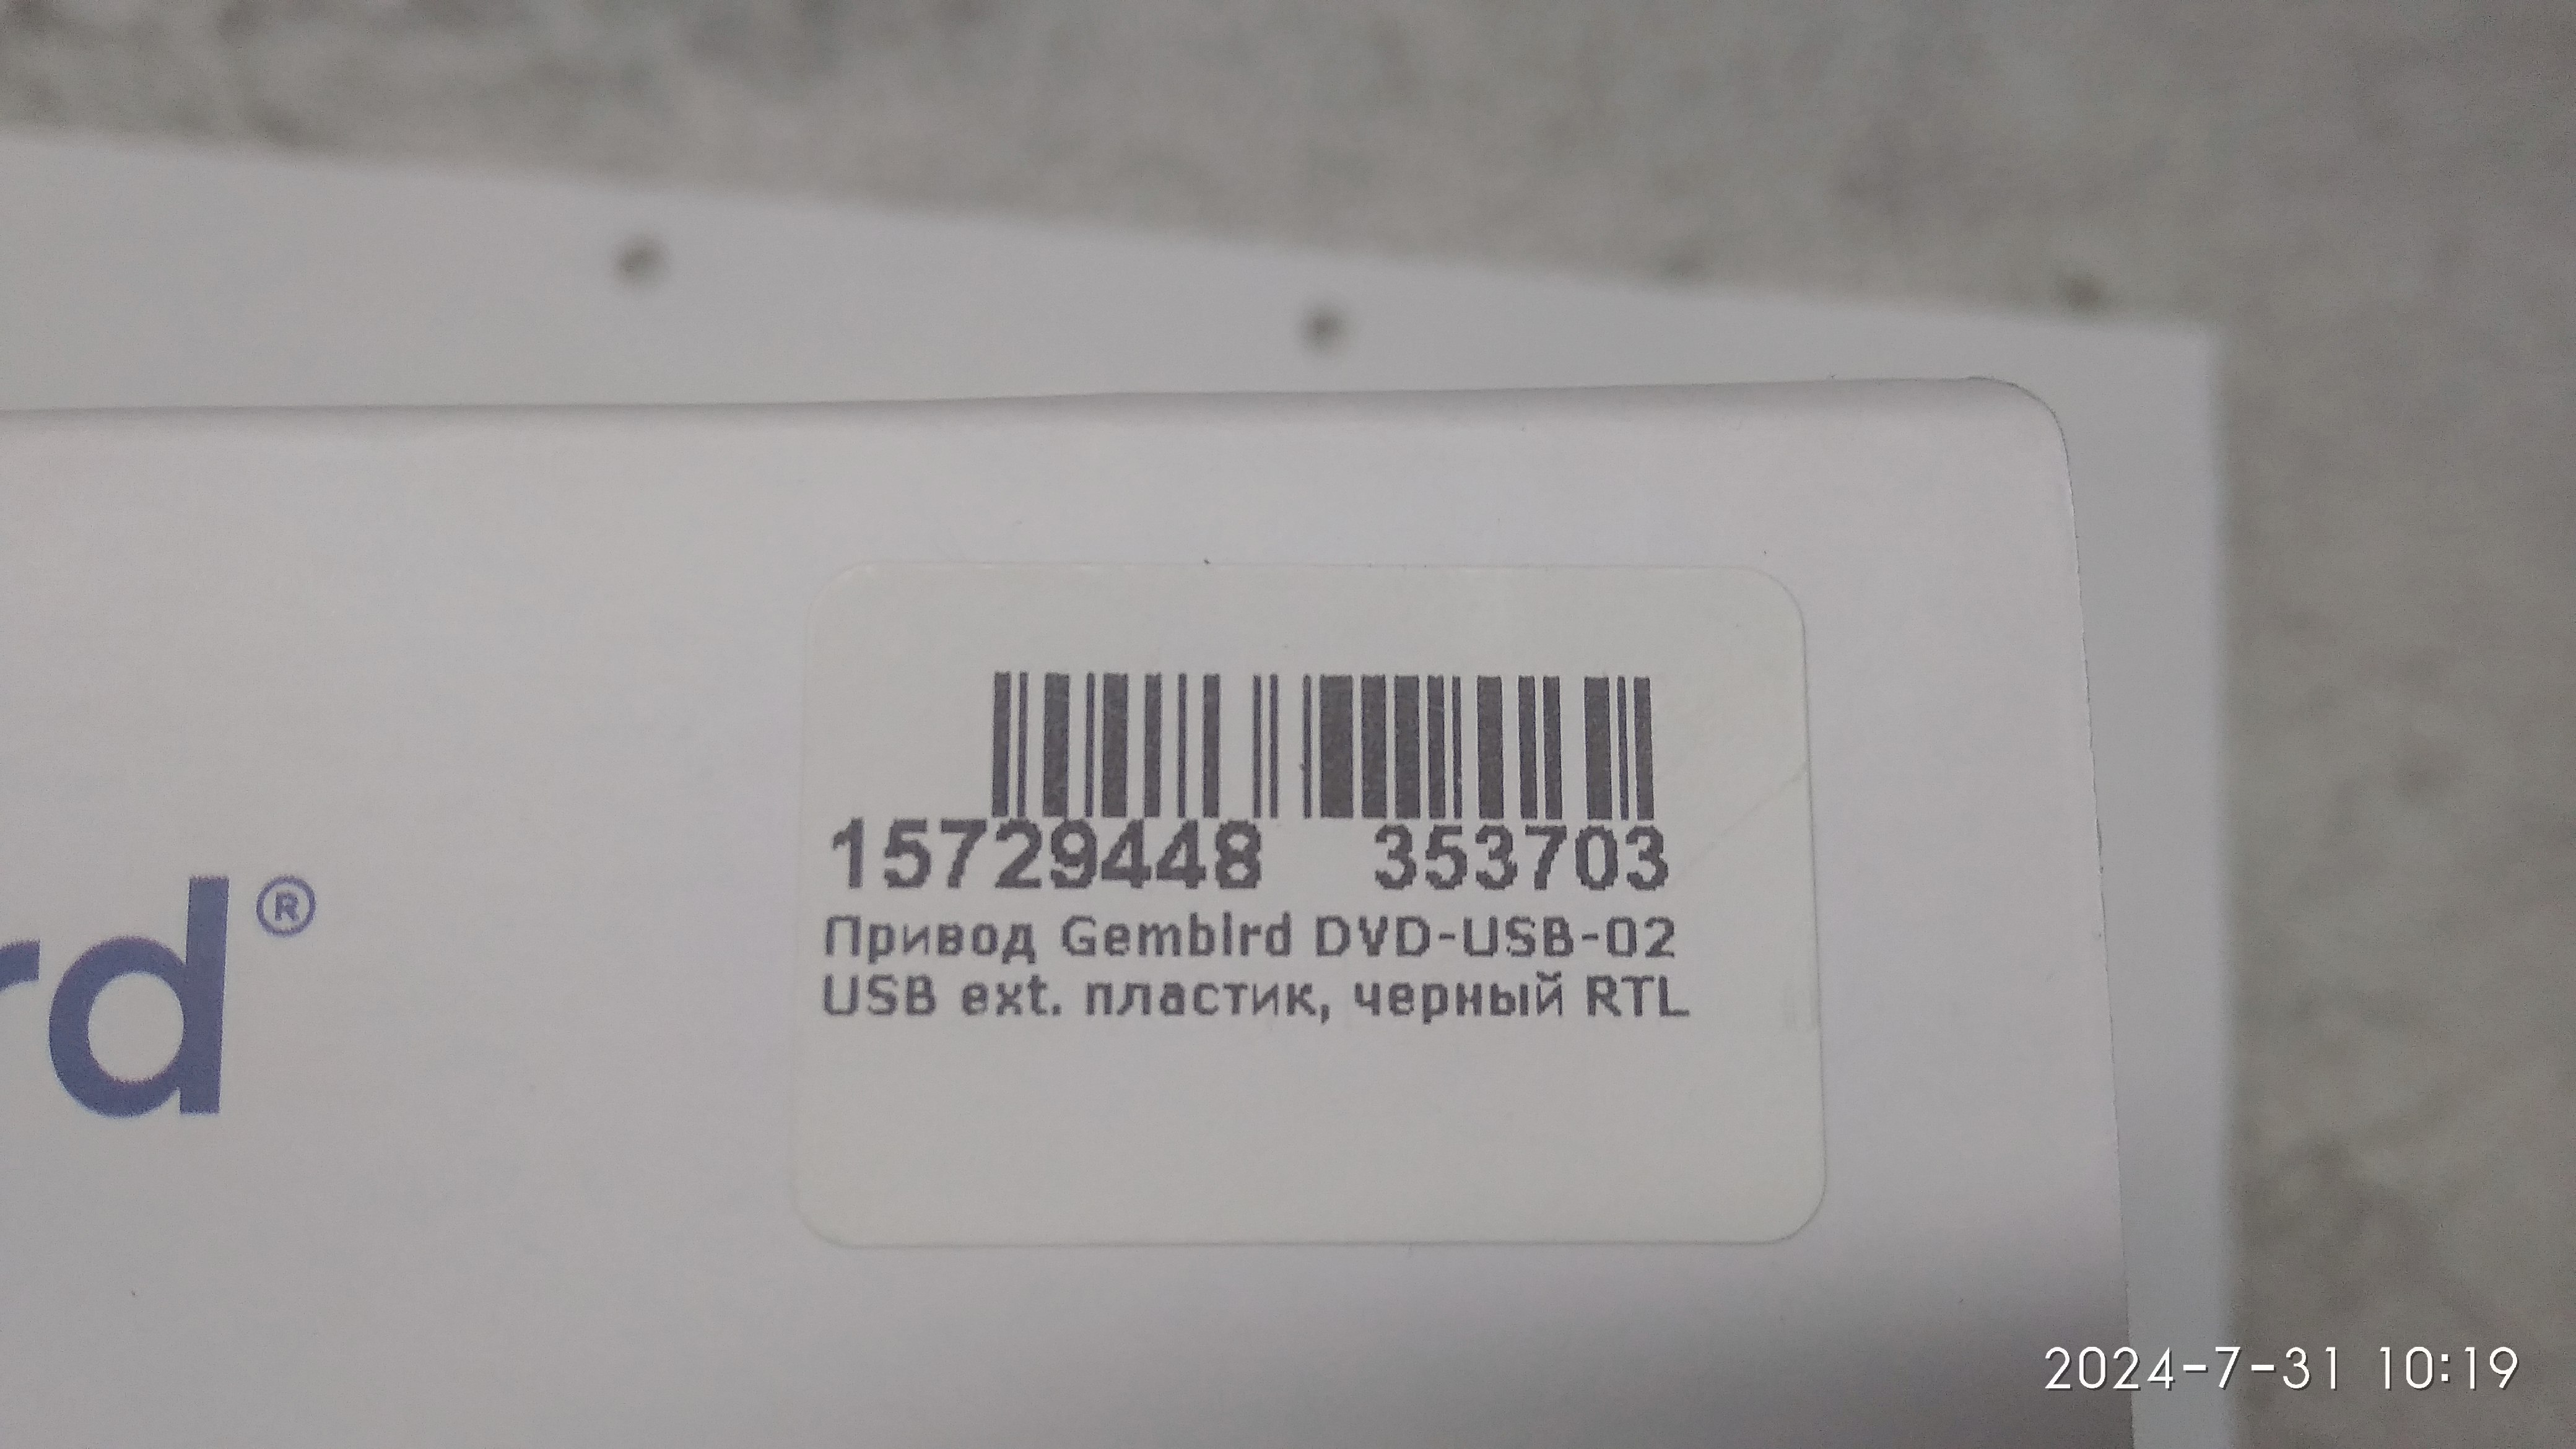 15729448 353703
Привод Gembird DVD-USB-02
USB ext. пластик, черный RTL
rd®
2024-7-31 10:19